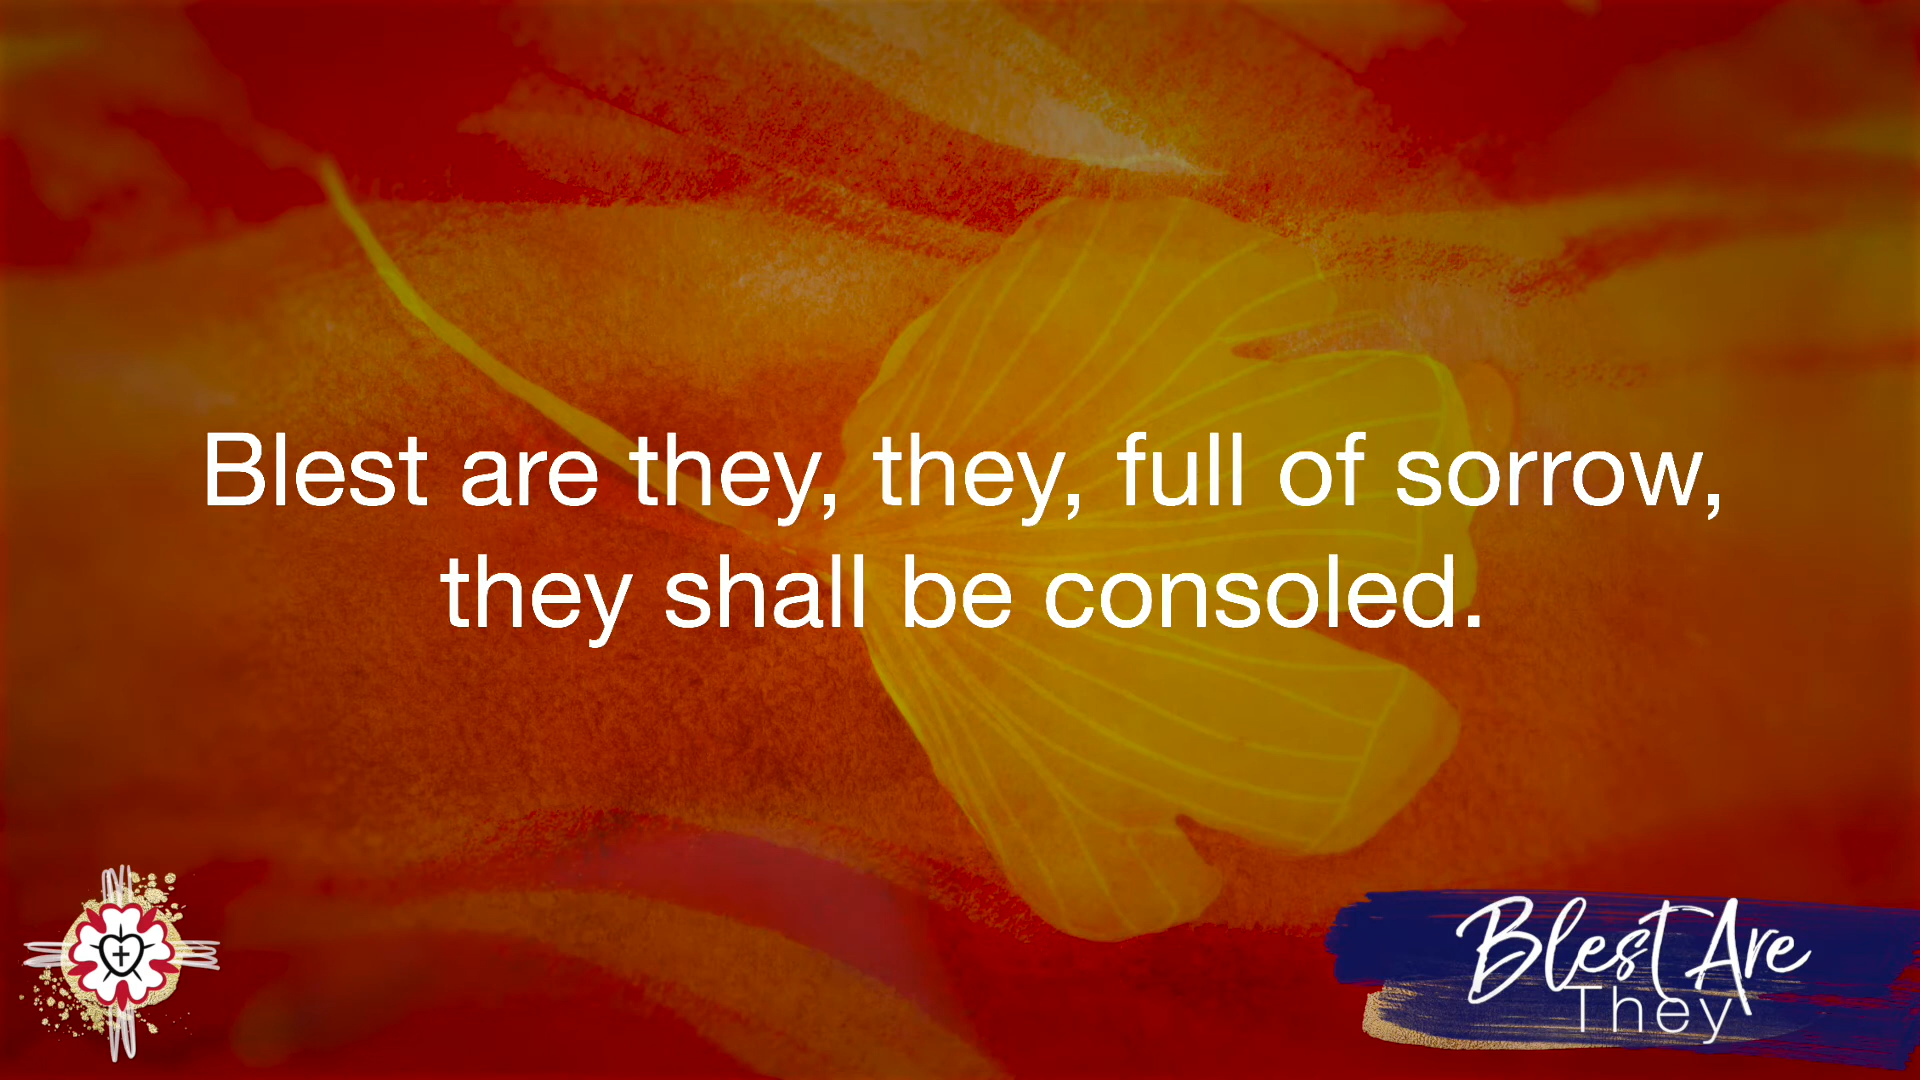 Blest are they, they, full of sorrow,
they shall be consoled.
Blest Are
They